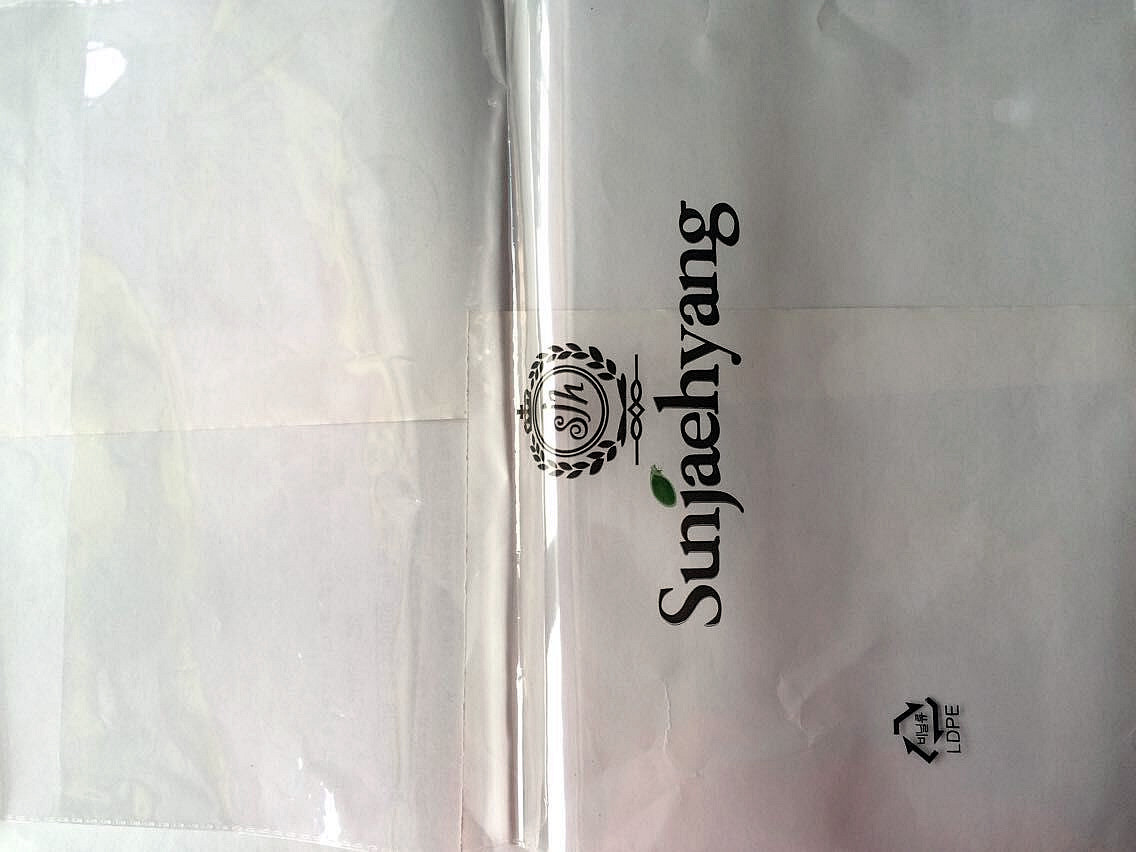 sjh
Sunjaehyang
비닐류
LDPE